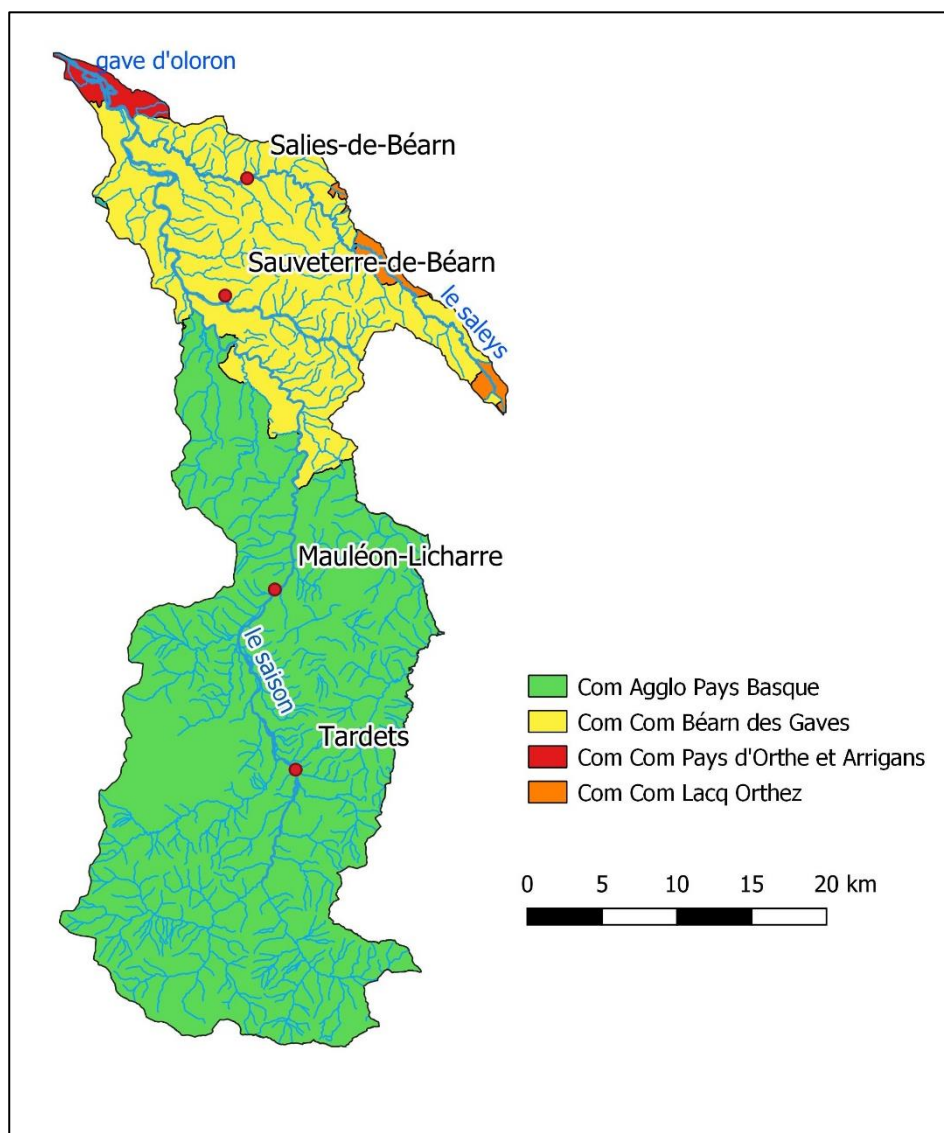 gave d'oloron
Salies-de-Béarn
Sauveterre-de-Béarn
le saleys
Mauléon-Licharre
le saison
Tardets
Com Agglo Pays Basque
Com Com Béarn des Gaves
Com Com Pays d'Orthe et Arrigans
Com Com Lacq Orthez
0 5 10 15 20 km